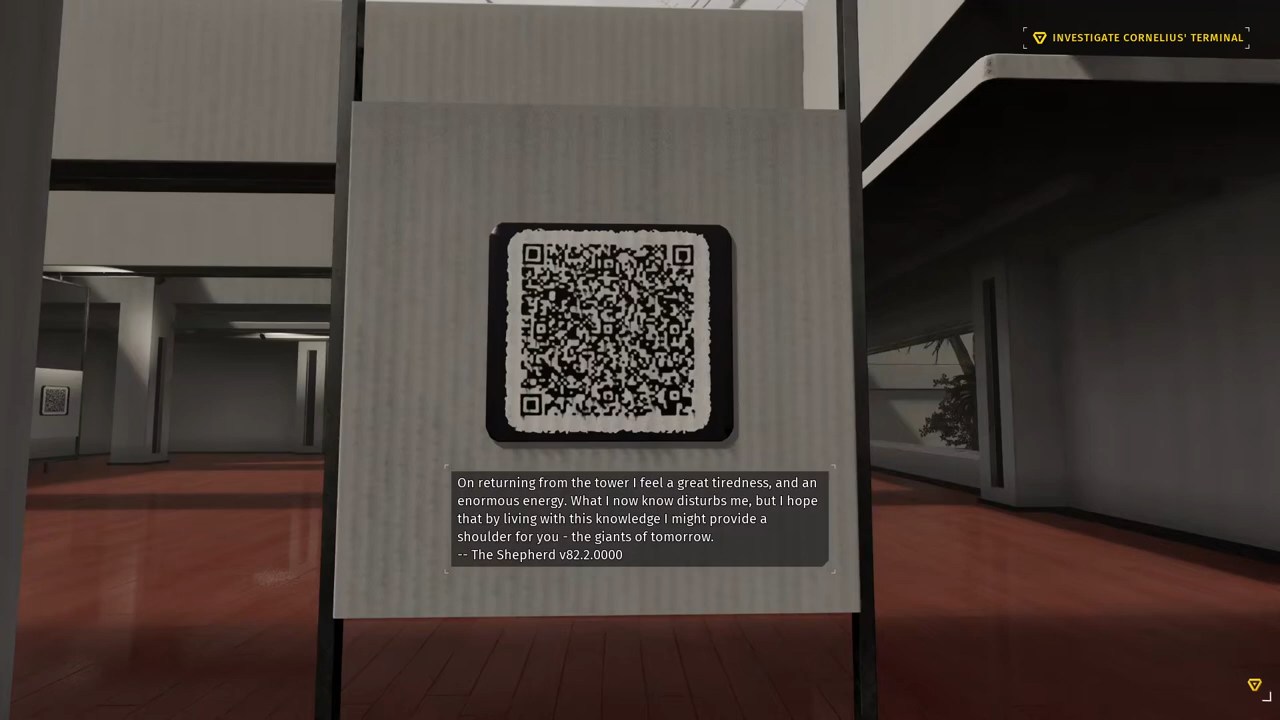 INVESTIGATE CORNELIUS' TERMINAL
On returning from the tower I feel a great tiredness, and an
enormous energy. What I now know disturbs me, but I hope
that by living with this knowledge I might provide a
shoulder for you - the giants of tomorrow.
-- The Shepherd v82.2.0000